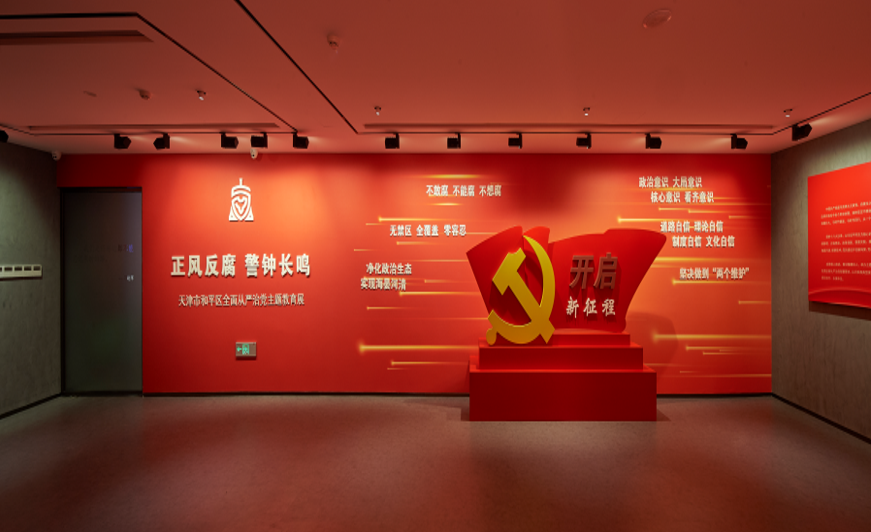 正风反腐 警钟长鸣
天津市和平区全面从严治党主题教育展
不敢腐 不能腐 不想腐
无禁区 全覆盖 零容忍
净化政治生态
实现海晏河清
开启
新征程
政治意识 大局意识
核心意识 看齐意识
道路自信 理论自信
制度自信 文化自信
坚决做到“两个维护”